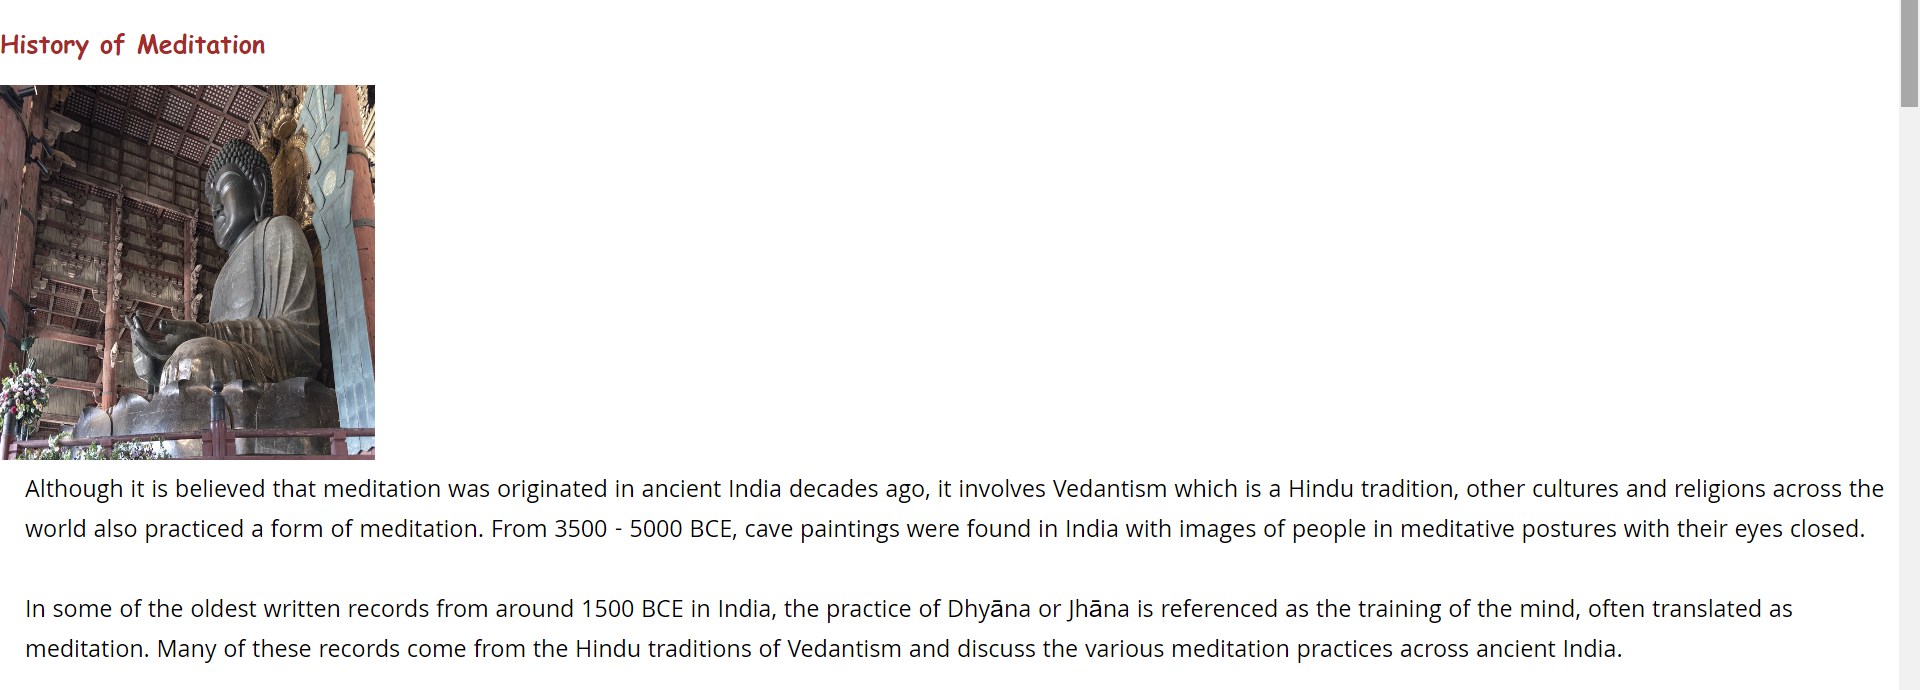 History of Meditation
Although it is believed that meditation was originated in ancient India decades ago, it involves Vedantism which is a Hindu tradition, other cultures and religions across the
world also practiced a form of meditation. From 3500 - 5000 BCE, cave paintings were found in India with images of people in meditative postures with their eyes closed.
In some of the oldest written records from around 1500 BCE in India, the practice of Dhyāna or Jhāna is referenced as the training of the mind, often translated as
meditation. Many of these records come from the Hindu traditions of Vedantism and discuss the various meditation practices across ancient India.